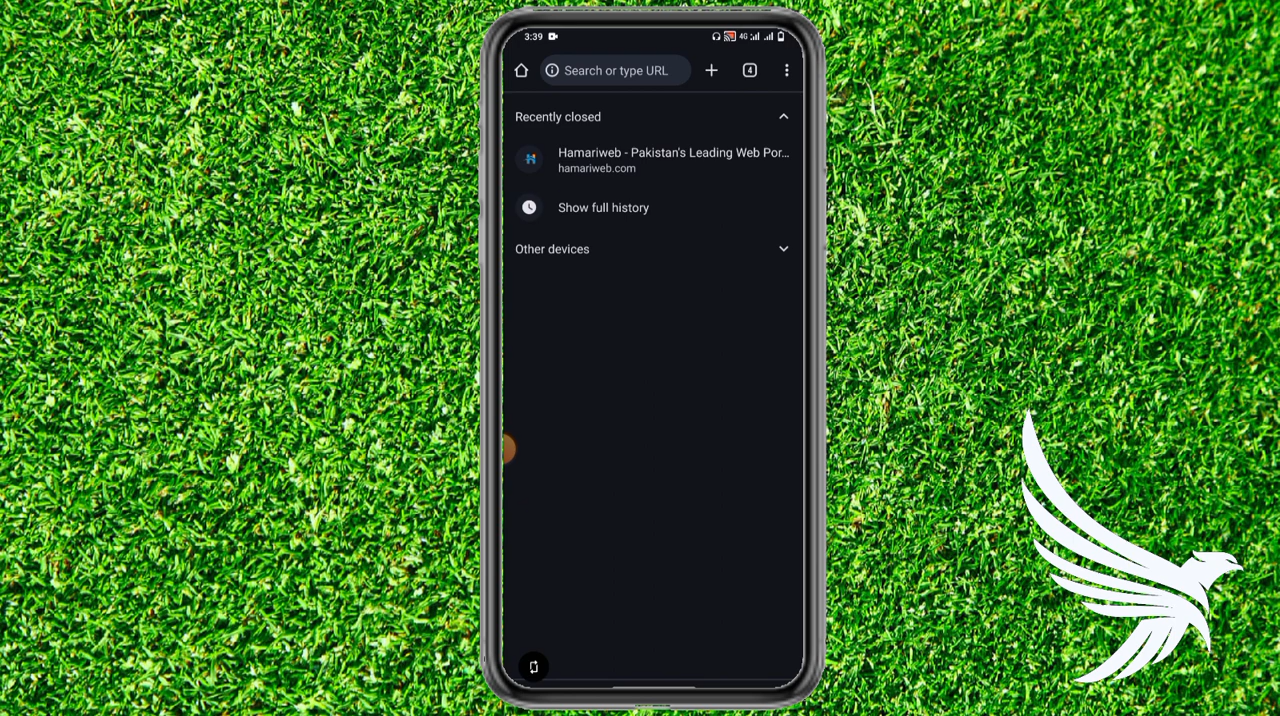 3:39
4G
Search or type URL
4
Recently closed
Hamariweb - Pakistan's Leading Web Por...
hamariweb.com
Show full history
Other devices